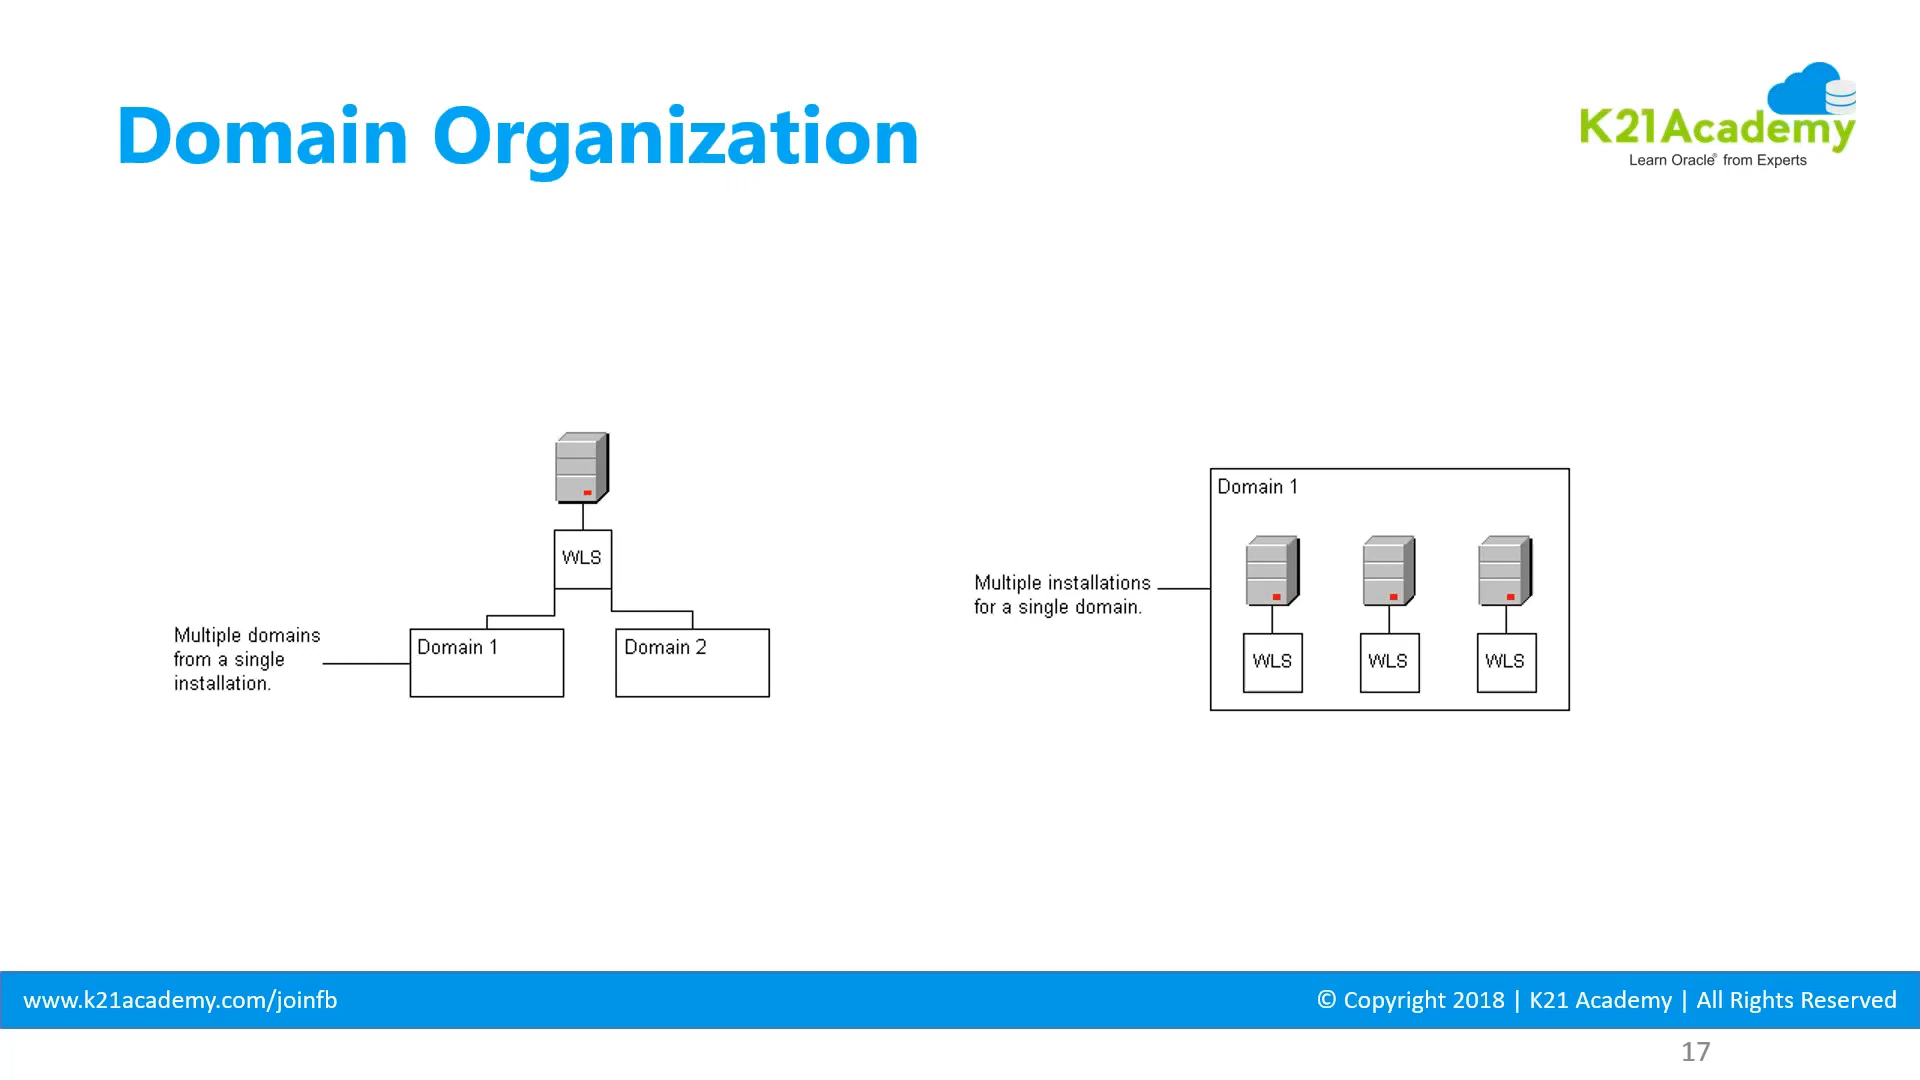 Domain Organization
K21Academy
Learn Oracle® from Experts
WLS
Multiple domains
from a single
installation.
Domain 1
Domain 2
Domain 1
Multiple installations
for a single domain.
WLS
WLS
WLS
www.k21academy.com/joinfb
© Copyright 2018 | K21 Academy | All Rights Reserved
17